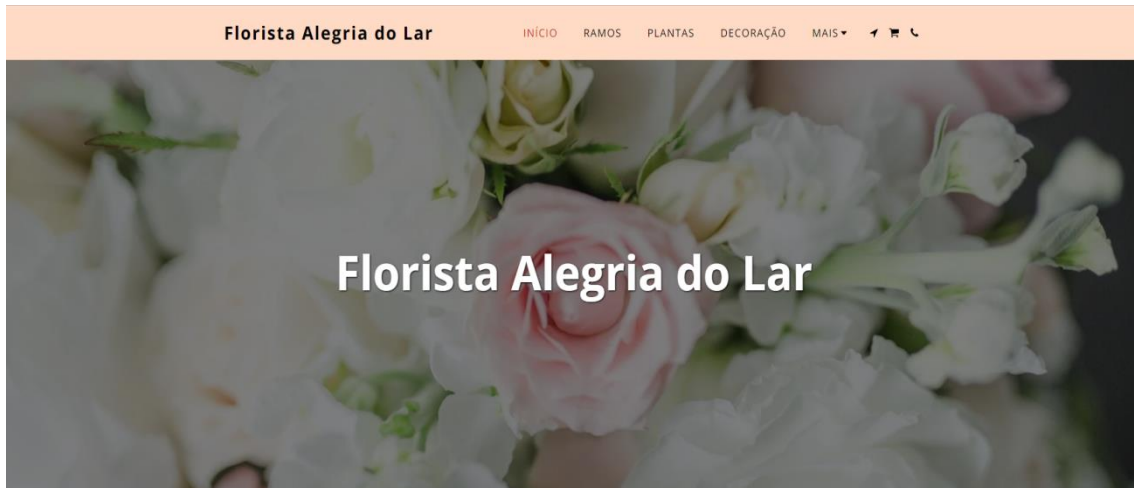 Florista Alegria do Lar INÍCIO RAMOS PLANTAS DECORAÇÃO MAIS
Florista Alegria do Lar